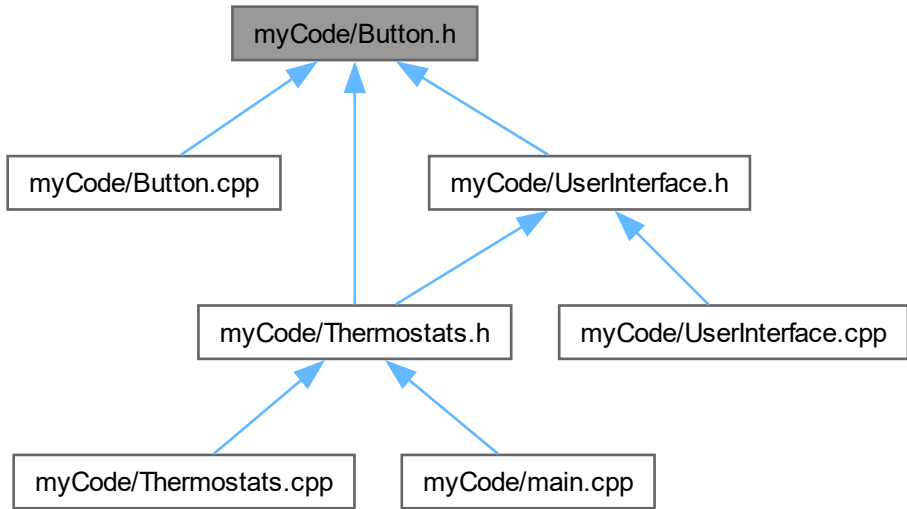 myCode/Button.h
myCode/Button.cpp
myCode/UserInterface.h
myCode/Thermostats.h
myCode/UserInterface.cpp
myCode/Thermostats.cpp
myCode/main.cpp